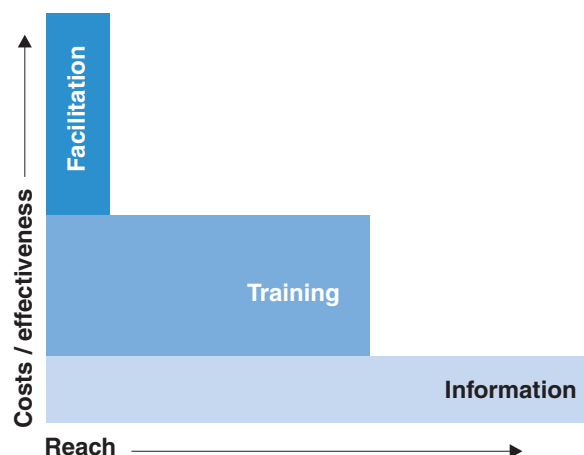 Facilitation
Costs / effectiveness
Training
Information
Reach